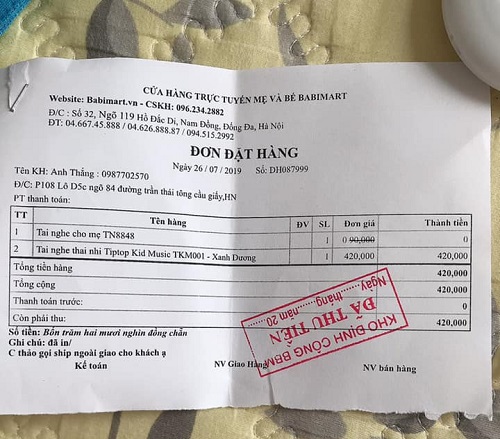 CỬA HÀNG TRỰC TUYẾN MẸ VÀ BÉ BABIMART
Website: Babimart.vn - CSKH: 096.234.2882
Đ/C : Số 32, Ngõ 119 Hồ Đắc Di, Nam Đồng, Đống Đa, Hà Nội
ĐT: 04.667.45.888 / 04.626.888.87 / 094.515.2992
ĐƠN ĐẶT HÀNG
Ngày 26 / 07 / 2019 Số: DH087999
Tên KH: Anh Thắng : 0987702570
Đ/C: P108 Lô D5c ngõ 84 đường trần thái tông cầu giấy,HN
PT thanh toán:
TT Tên hàng ĐV SL Đơn giá Thành tiền
1 Tai nghe cho mẹ TN8848 1 0 90,000 0
2 Tai nghe thai nhi Tiptop Kid Music TKM001 - Xanh Dương 1 420,000 420,000
Tổng tiền hàng 420,000
Tổng cộng 420,000
Thanh toán trước: 0
Còn phải thu: 420,000
Số tiền: Bốn trăm hai mươi nghìn đồng chẵn
Ghi chú: đã in/
C thảo gọi ship ngoài giao cho khách ạ
Kế toán NV Giao Hàng NV bán hàng
KHO ĐỊNH CÔNG BBM
ĐÃ THU TIỀN
Ngày......tháng......năm 20......